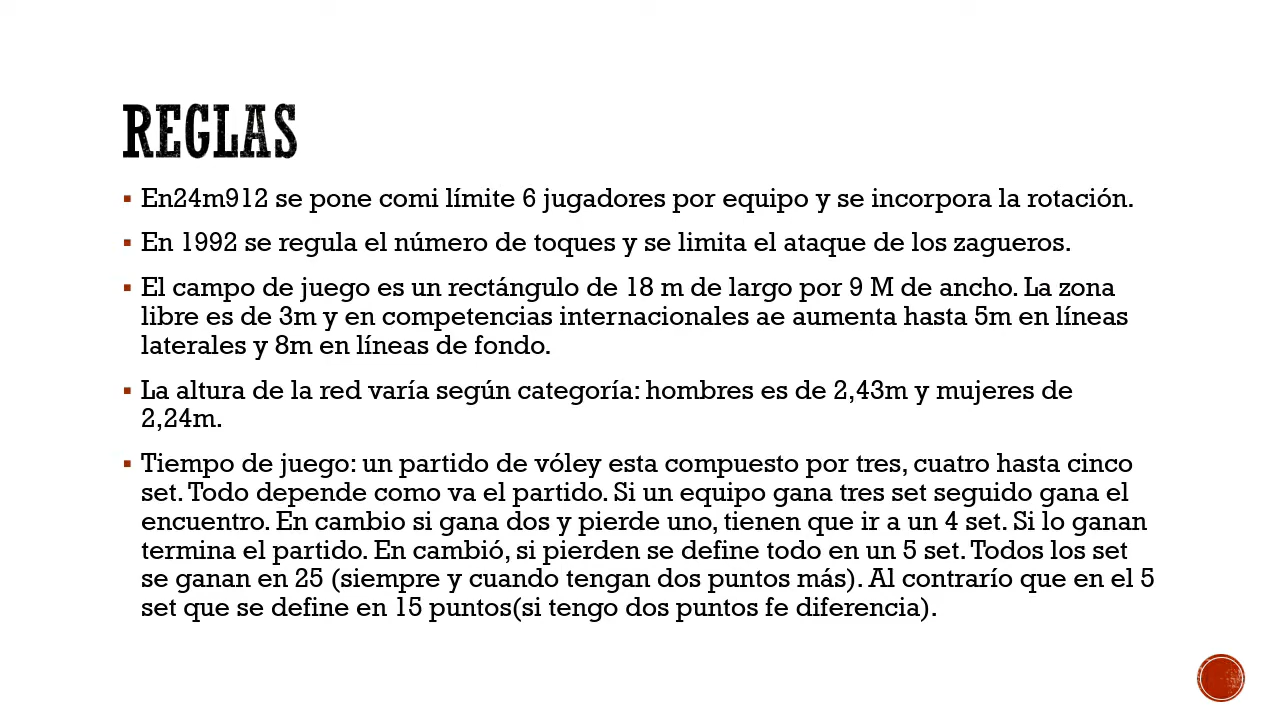 REGLAS
En24m912 se pone comi límite 6 jugadores por equipo y se incorpora la rotación.
En 1992 se regula el número de toques y se limita el ataque de los zagueros.
El campo de juego es un rectángulo de 18 m de largo por 9 M de ancho. La zona
libre es de 3m y en competencias internacionales ae aumenta hasta 5m en líneas
laterales y 8m en líneas de fondo.
La altura de la red varía según categoría: hombres es de 2,43m y mujeres de
2,24m.
Tiempo de juego: un partido de vóley esta compuesto por tres, cuatro hasta cinco
set. Todo depende como va el partido. Si un equipo gana tres set seguido gana el
encuentro. En cambio si gana dos y pierde uno, tienen que ir a un 4 set. Si lo ganan
termina el partido. En cambió, si pierden se define todo en un 5 set. Todos los set
se ganan en 25 (siempre y cuando tengan dos puntos más). Al contrarío que en el 5
set que se define en 15 puntos(si tengo dos puntos fe diferencia).